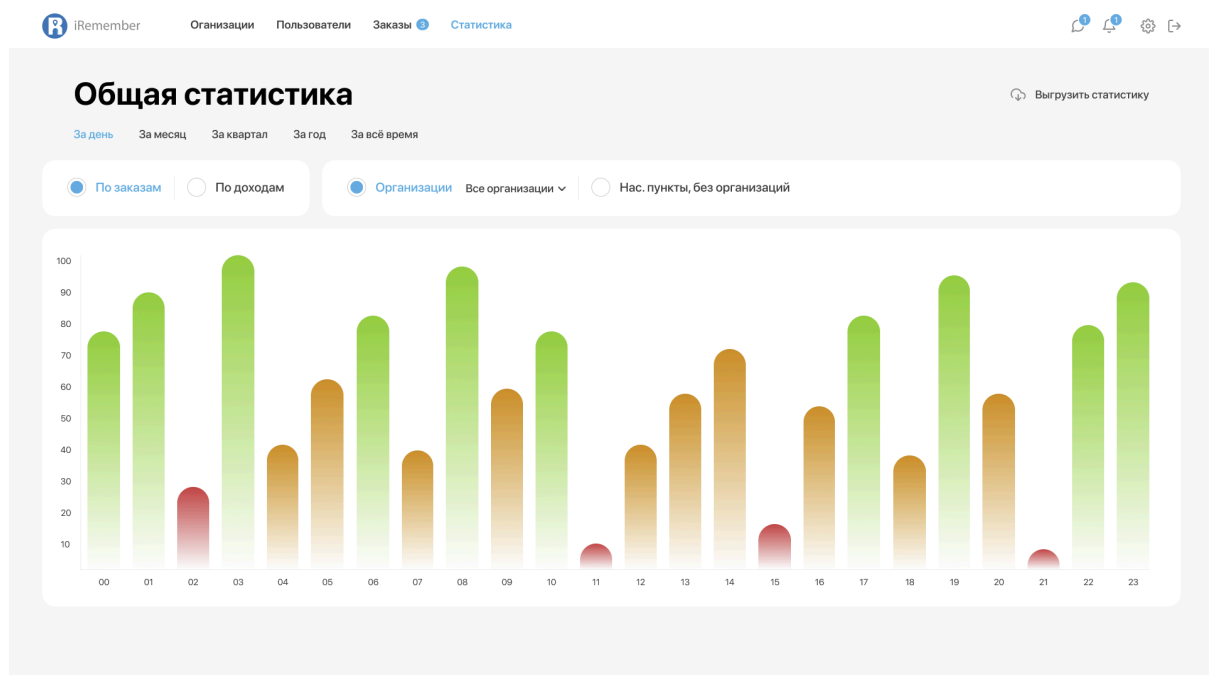 iRemember Оганизации Пользователи Заказы 3 Статистика 1 1
Общая статистика
Выгрузить статистику
За день За месяц За квартал За год За всё время
По заказам По доходам Организации Все организации Нас. пункты, без организаций
100
90
80
70
60
50
40
30
20
10
00 01 02 03 04 05 06 07 08 09 10 11 12 13 14 15 16 17 18 19 20 21 22 23